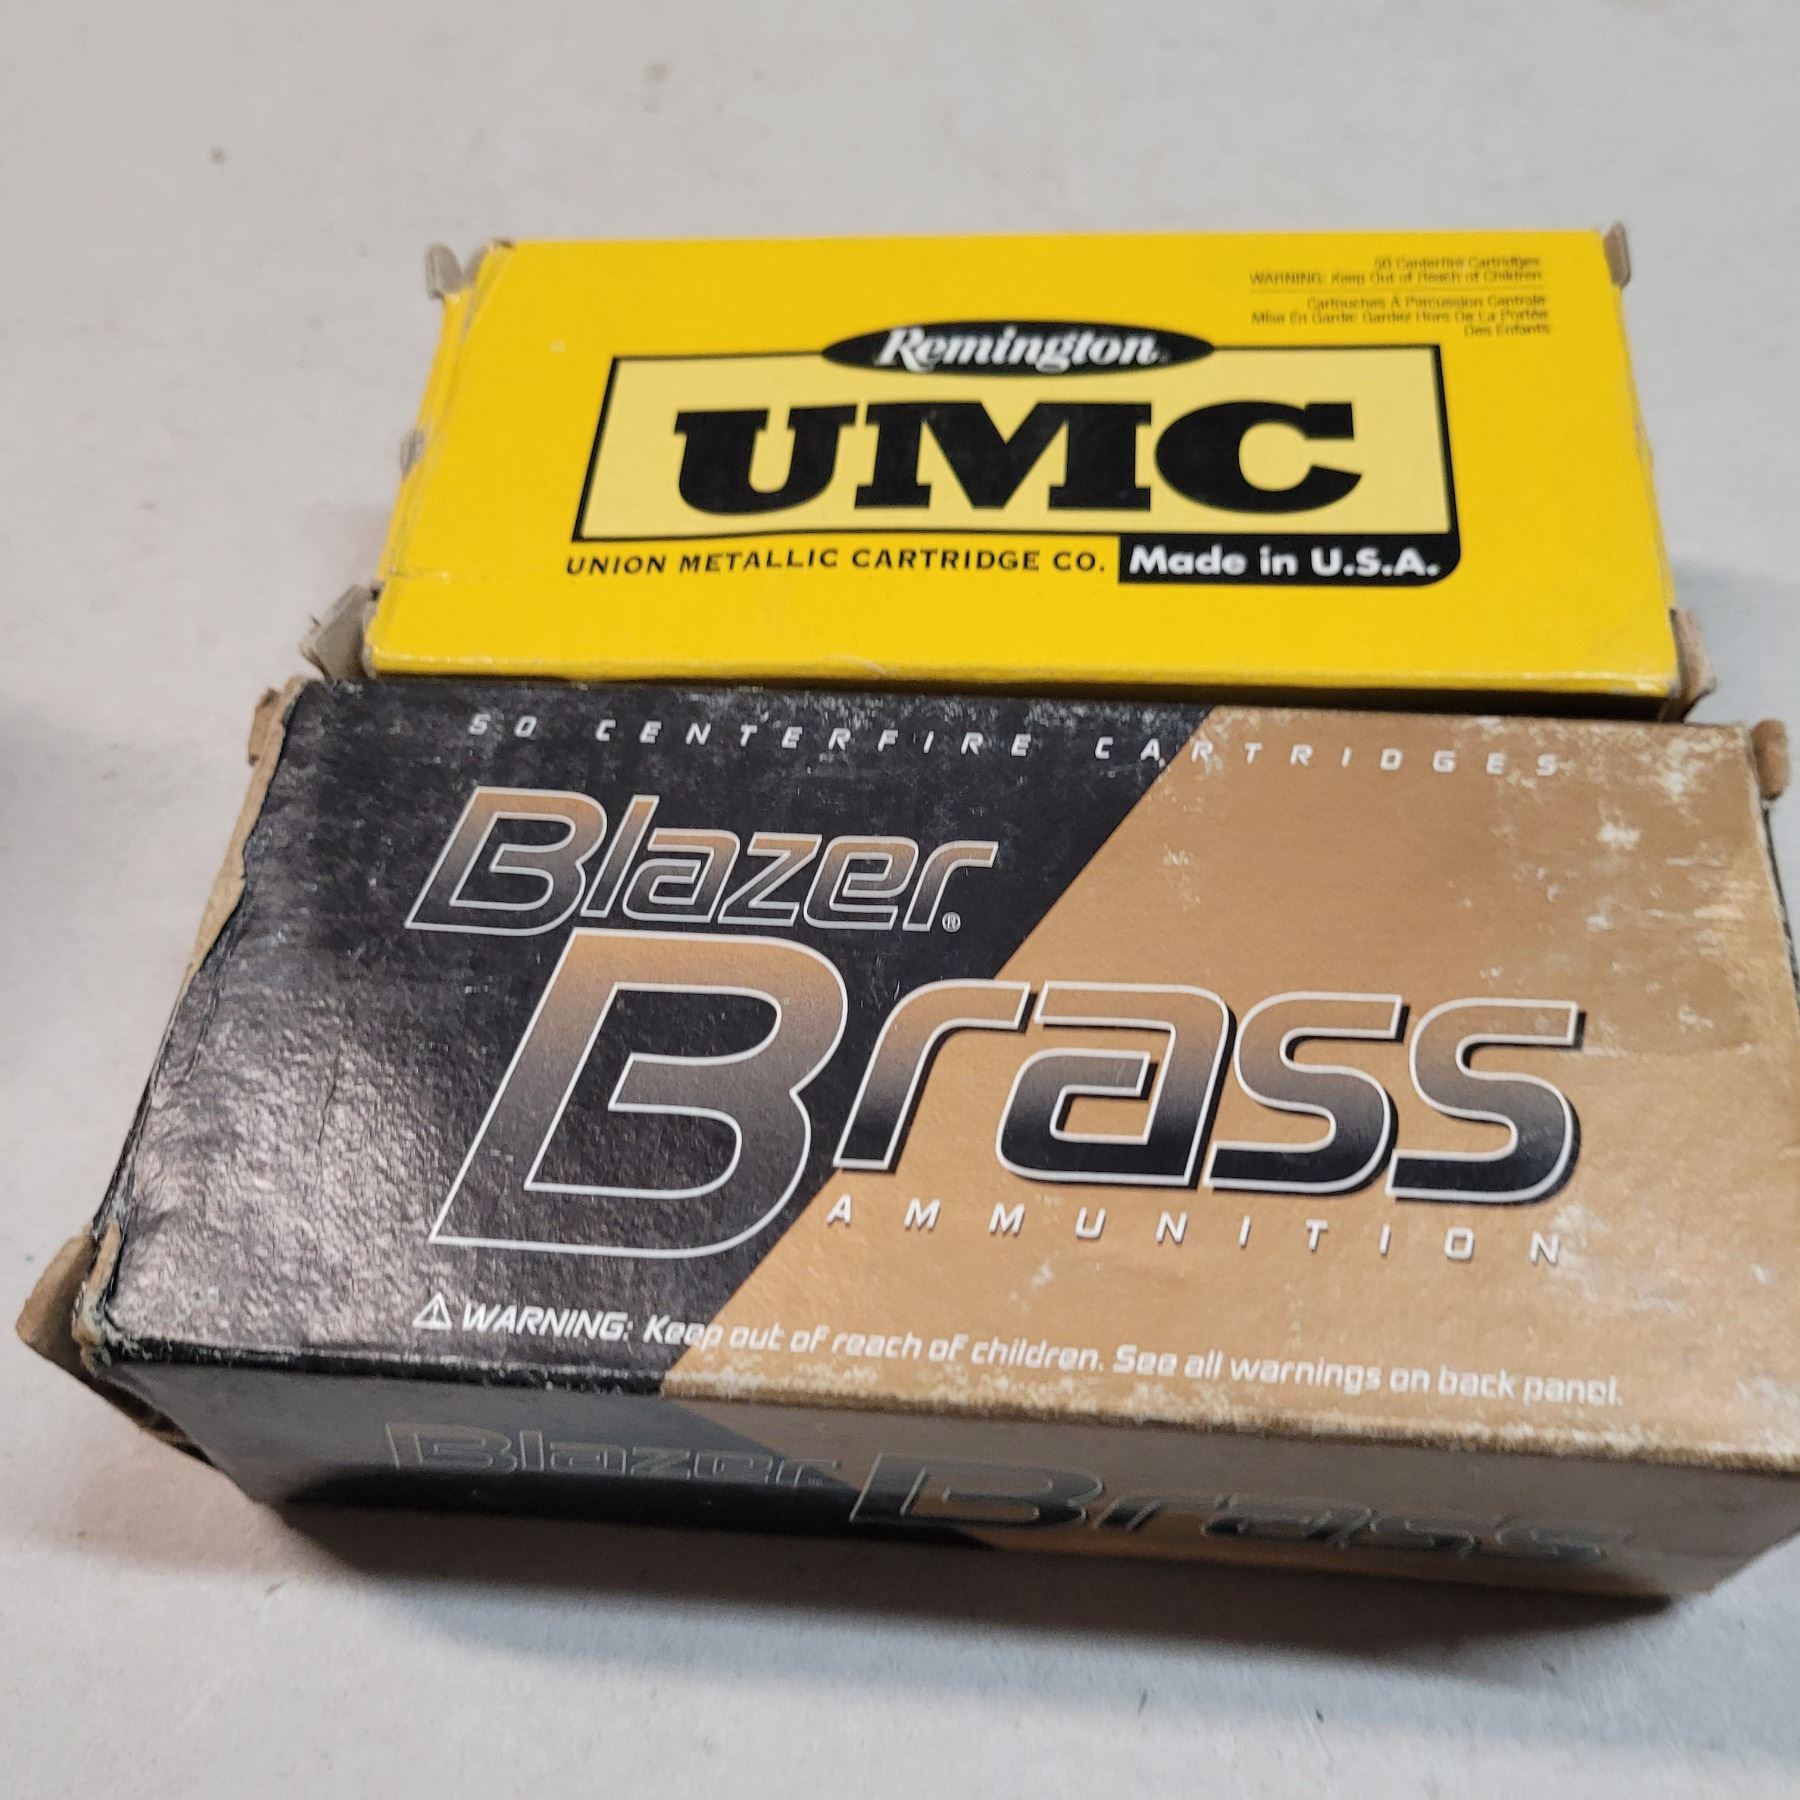 50 Centerfire Cartridges
WARNING: Keep Out of Reach of Children
Cartouches À Percussion Centrale
Mise En Garde: Gardez Hors De La Portée
Des Enfants
Remington®
UMC
UNION METALLIC CARTRIDGE CO. Made in U.S.A.
50 CENTERFIRE CARTRIDGES
Blazer®
Brass
AMMUNITION
⚠ WARNING: Keep out of reach of children. See all warnings on back panel.
Blazer Brass